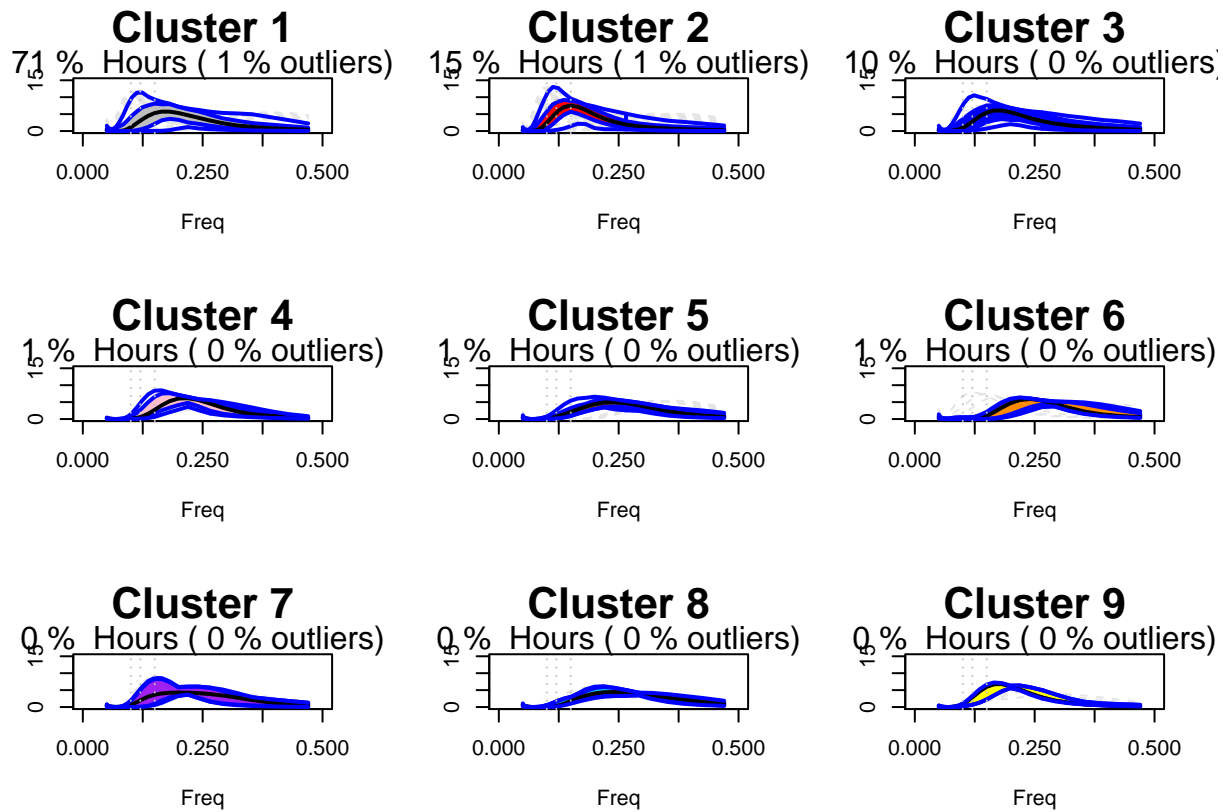 Cluster 1
71 % Hours ( 1 % outliers)
15
0
0.000 0.250 0.500
Freq
Cluster 2
15 % Hours ( 1 % outliers)
15
0
0.000 0.250 0.500
Freq
Cluster 3
10 % Hours ( 0 % outliers)
15
0
0.000 0.250 0.500
Freq
Cluster 4
1 % Hours ( 0 % outliers)
15
0
0.000 0.250 0.500
Freq
Cluster 5
1 % Hours ( 0 % outliers)
15
0
0.000 0.250 0.500
Freq
Cluster 6
1 % Hours ( 0 % outliers)
15
0
0.000 0.250 0.500
Freq
Cluster 7
0 % Hours ( 0 % outliers)
15
0
0.000 0.250 0.500
Freq
Cluster 8
0 % Hours ( 0 % outliers)
15
0
0.000 0.250 0.500
Freq
Cluster 9
0 % Hours ( 0 % outliers)
15
0
0.000 0.250 0.500
Freq